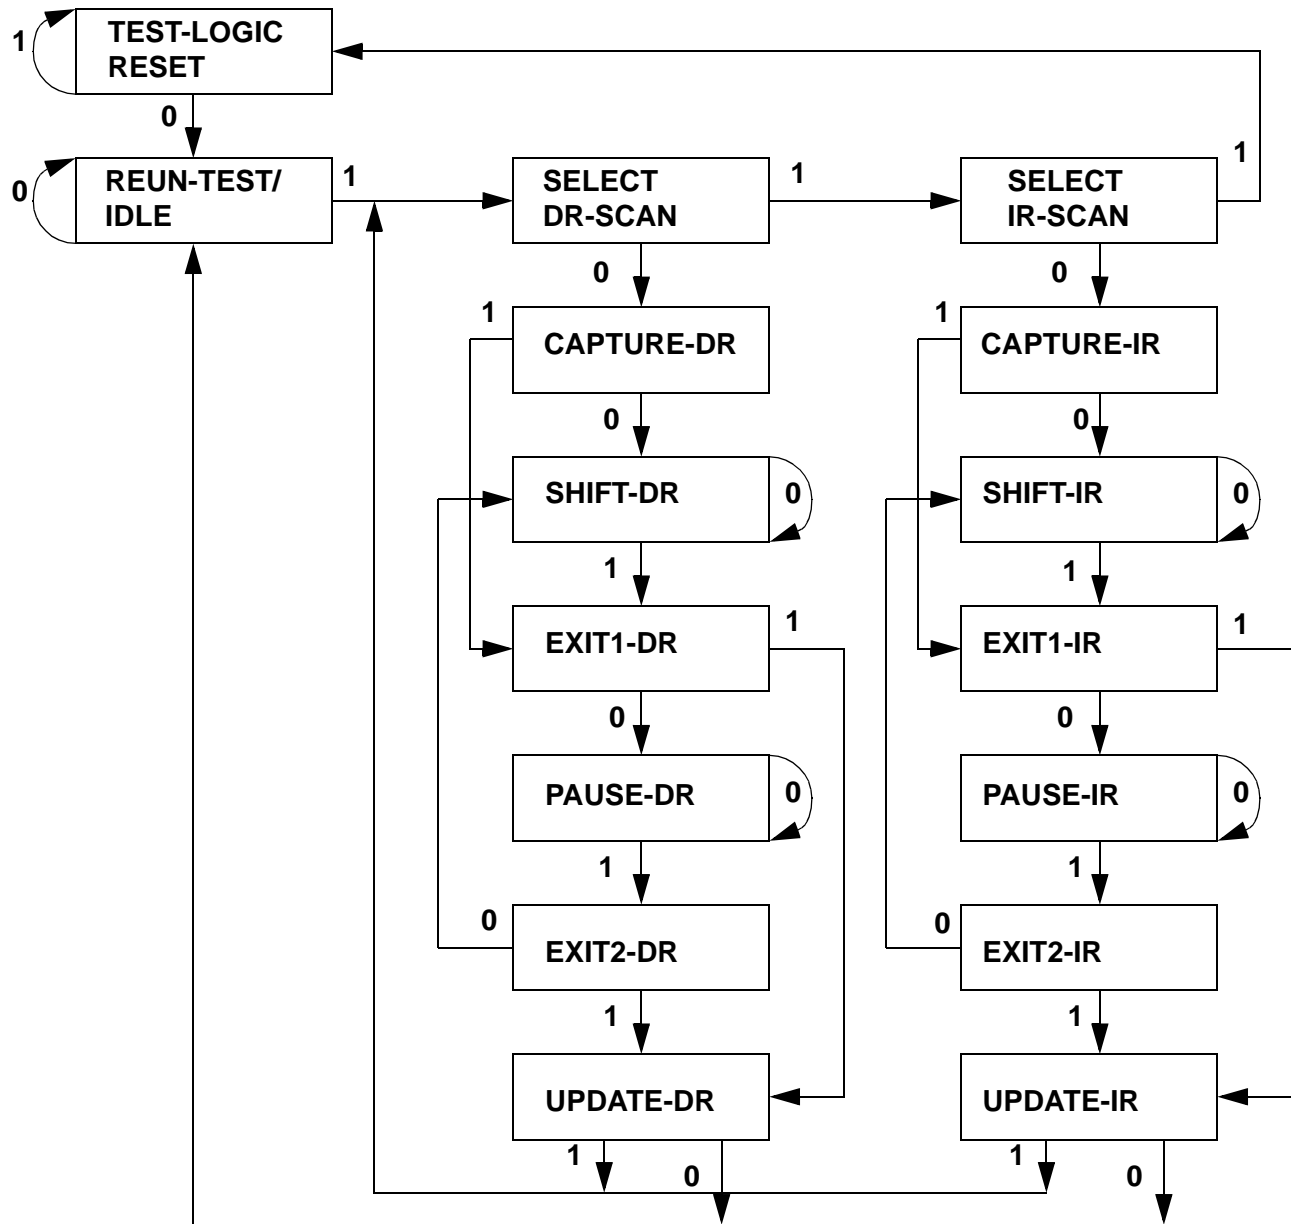 1
TEST-LOGIC
RESET
0
0
REUN-TEST/
IDLE
1
SELECT
DR-SCAN
1
SELECT
IR-SCAN
1
0
0
1
CAPTURE-DR
1
CAPTURE-IR
0
0
SHIFT-DR
0
SHIFT-IR
0
1
1
EXIT1-DR
1
EXIT1-IR
1
0
0
PAUSE-DR
0
PAUSE-IR
0
1
1
0
EXIT2-DR
0
EXIT2-IR
1
1
UPDATE-DR
UPDATE-IR
1
0
1
0